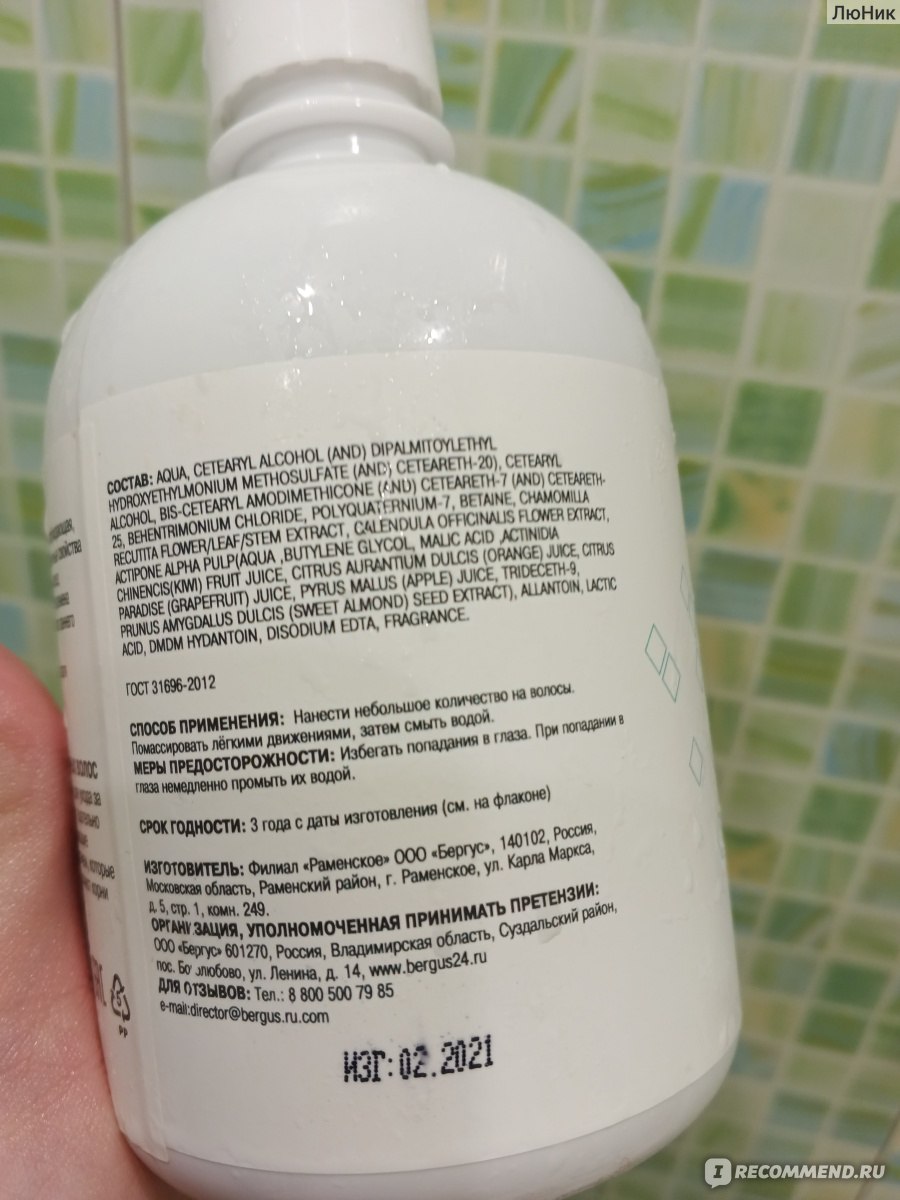 ЛюНик
СОСТАВ: AQUA, CETEARYL ALCOHOL (AND) DIPALMITOYLETHYL
HYDROXYETHYLMONIUM METHOSULFATE (AND) CETEARETH-20), CETEARYL
ALCOHOL, BIS-CETEARYL AMODIMETHICONE (AND) CETEARETH-7 (AND) CETEARETH-
25, BEHENTRIMONIUM CHLORIDE, POLYQUATERNIUM-7, BETAINE, CHAMOMILLA
RECUTITA FLOWER/LEAF/STEM EXTRACT, CALENDULA OFFICINALIS FLOWER EXTRACT,
ACTIPONE ALPHA PULP(AQUA ,BUTYLENE GLYCOL, MALIC ACID ,ACTINIDIA
CHINENCIS(KIWI) FRUIT JUICE, CITRUS AURANTIUM DULCIS (ORANGE) JUICE, CITRUS
PARADISE (GRAPEFRUIT) JUICE, PYRUS MALUS (APPLE) JUICE, TRIDECETH-9,
PRUNUS AMYGDALUS DULCIS (SWEET ALMOND) SEED EXTRACT), ALLANTOIN, LACTIC
ACID, DMDM HYDANTOIN, DISODIUM EDTA, FRAGRANCE.
ГОСТ 31696-2012
СПОСОБ ПРИМЕНЕНИЯ: Нанести небольшое количество на волосы.
Помассировать лёгкими движениями, затем смыть водой.
МЕРЫ ПРЕДОСТОРОЖНОСТИ: Избегать попадания в глаза. При попадании в
глаза немедленно промыть их водой.
СРОК ГОДНОСТИ: 3 года с даты изготовления (см. на флаконе)
ИЗГОТОВИТЕЛЬ: Филиал «Раменское» ООО «Бергус», 140102, Россия,
Московская область, Раменский район, г. Раменское, ул. Карла Маркса,
д. 5, стр. 1, комн. 249.
ОРГАНИЗАЦИЯ, УПОЛНОМОЧЕННАЯ ПРИНИМАТЬ ПРЕТЕНЗИИ:
ООО «Бергус» 601270, Россия, Владимирская область, Суздальский район,
пос. Боголюбово, ул. Ленина, д. 14, www.bergus24.ru
ДЛЯ ОТЗЫВОВ: Тел.: 8 800 500 79 85
e-mail:director@bergus.ru.com
5
PP
ИЗГ:02.2021
IRECOMMEND.RU